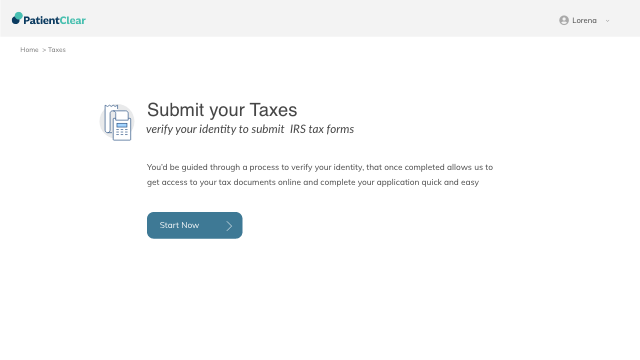 PatientClear
Lorena
Home > Taxes
Submit your Taxes
verify your identity to submit IRS tax forms
You'd be guided through a process to verify your identity, that once completed allows us to
get access to your tax documents online and complete your application quick and easy
Start Now